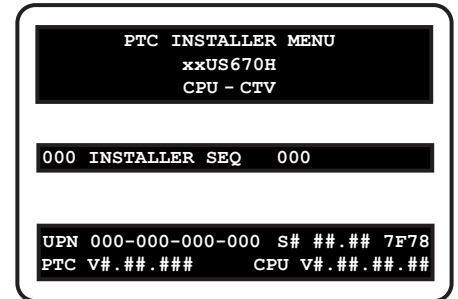 PTC INSTALLER MENU
xxUS670H
CPU – CTV
000 INSTALLER SEQ 000
UPN 000-000-000-000 S# ##.## 7F78
PTC V#.##.### CPU V#.##.##.##